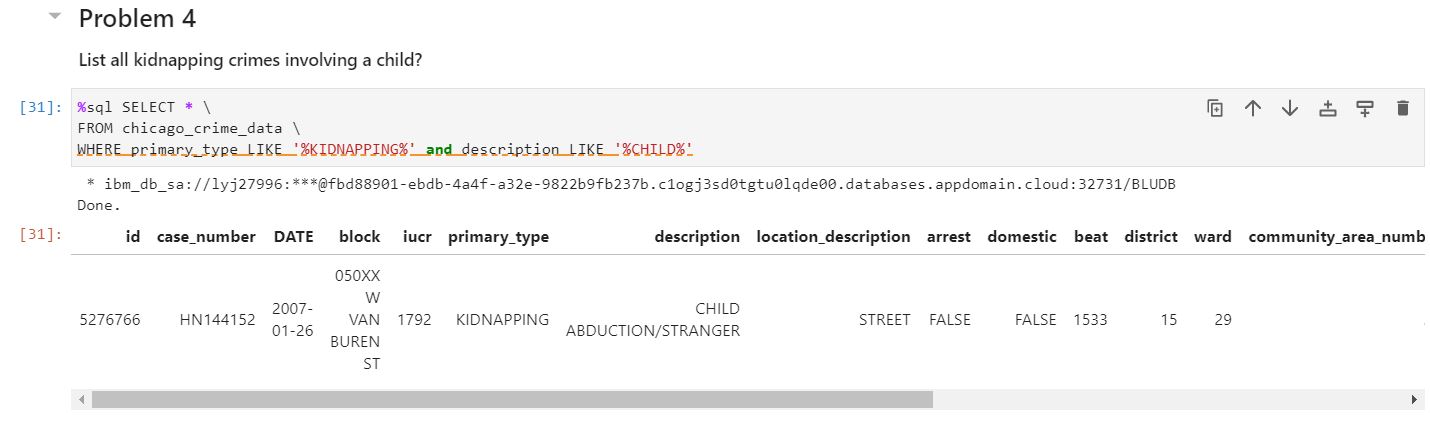 Problem 4
List all kidnapping crimes involving a child?
[31]: %sql SELECT * \
FROM chicago_crime_data \
WHERE primary_type LIKE '%KIDNAPPING%' and description LIKE '%CHILD%'
* ibm_db_sa://lyj27996:***@fbd88901-ebdb-4a4f-a32e-9822b9fb237b.c1ogj3sd0tgtu0lqde00.databases.appdomain.cloud:32731/BLUDB
Done.
[31]: id case_number DATE block iucr primary_type description location_description arrest domestic beat district ward community_area_numb
5276766 HN144152 2007-01-26 050XX W VAN BUREN ST 1792 KIDNAPPING CHILD ABDUCTION/STRANGER STREET FALSE FALSE 1533 15 29